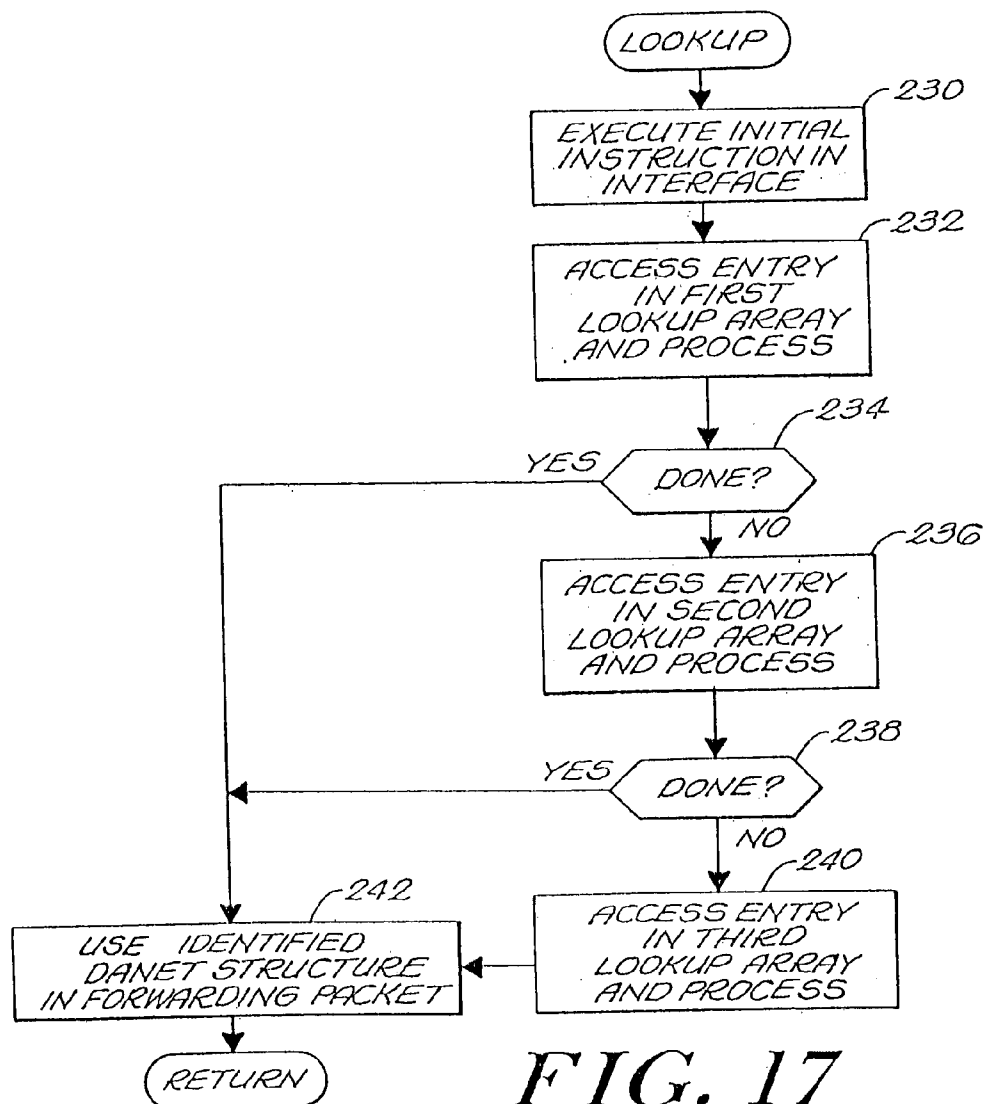 LOOKUP
230
EXECUTE INITIAL
INSTRUCTION IN
INTERFACE
232
ACCESS ENTRY
IN FIRST
LOOKUP ARRAY
AND PROCESS
234
YES
DONE?
NO
236
ACCESS ENTRY
IN SECOND
LOOKUP ARRAY
AND PROCESS
238
YES
DONE?
NO
240
ACCESS ENTRY
IN THIRD
LOOKUP ARRAY
AND PROCESS
242
USE IDENTIFIED
DANET STRUCTURE
IN FORWARDING PACKET
RETURN
FIG. 17